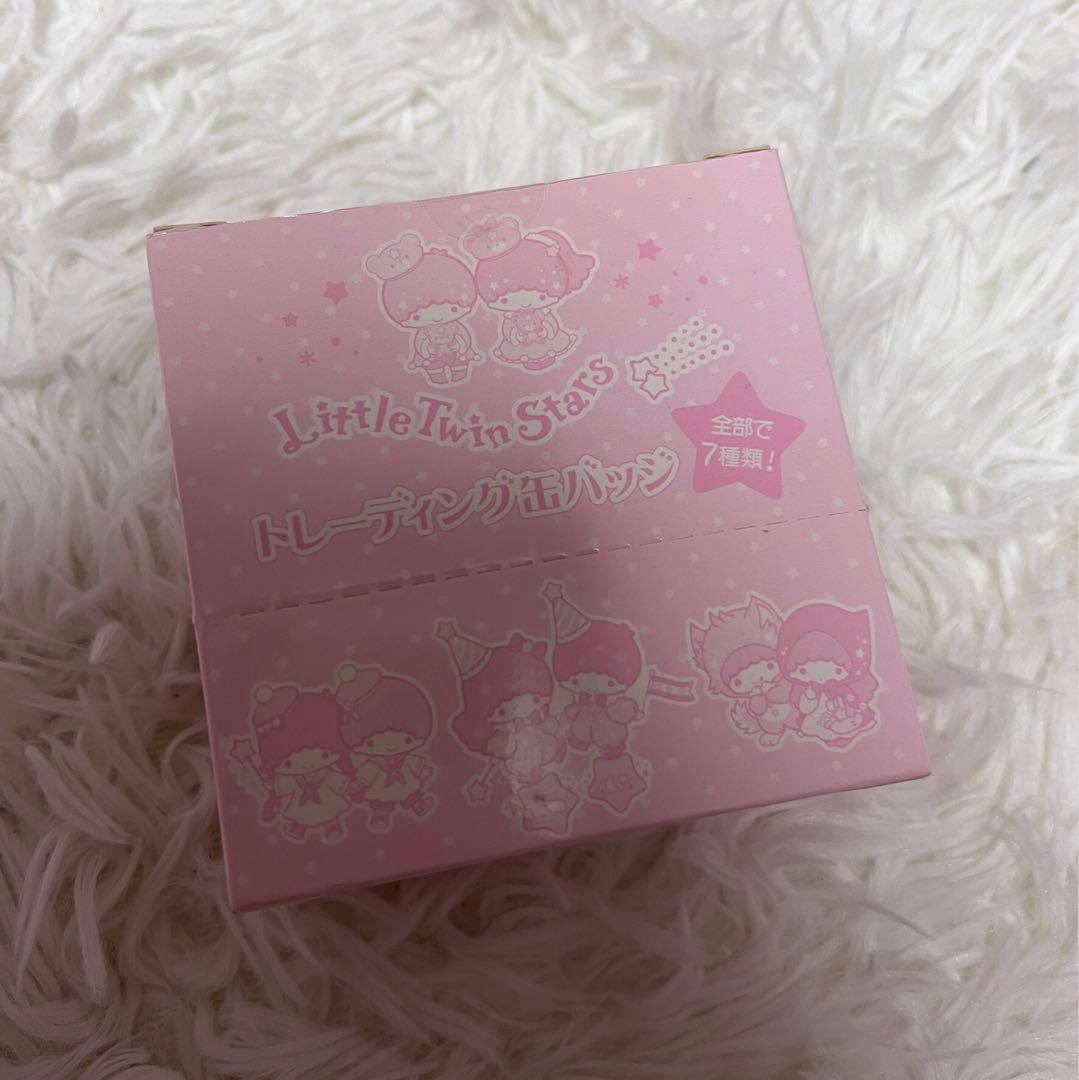 Little Twin Stars
トレーディング缶バッジ
全部で
7種類!